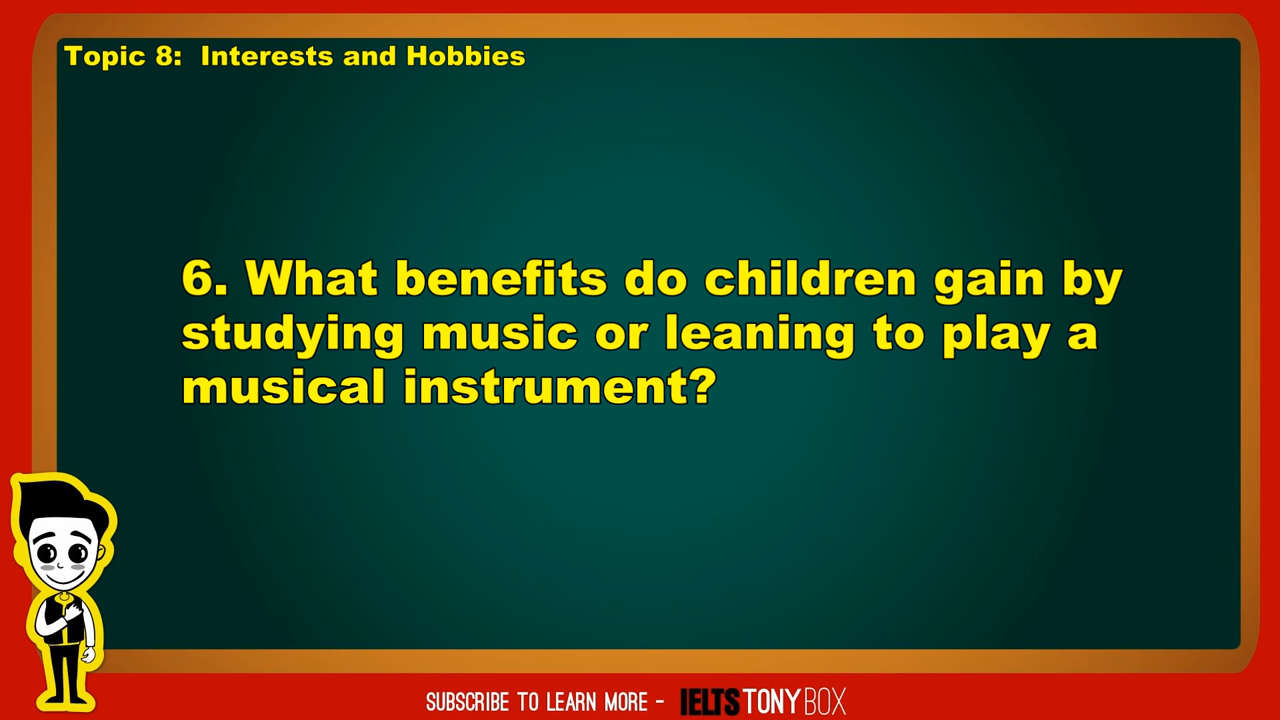 Topic 8:  Interests and Hobbies
6. What benefits do children gain by
studying music or leaning to play a
musical instrument?
SUBSCRIBE TO LEARN MORE - IELTSTONYBOX